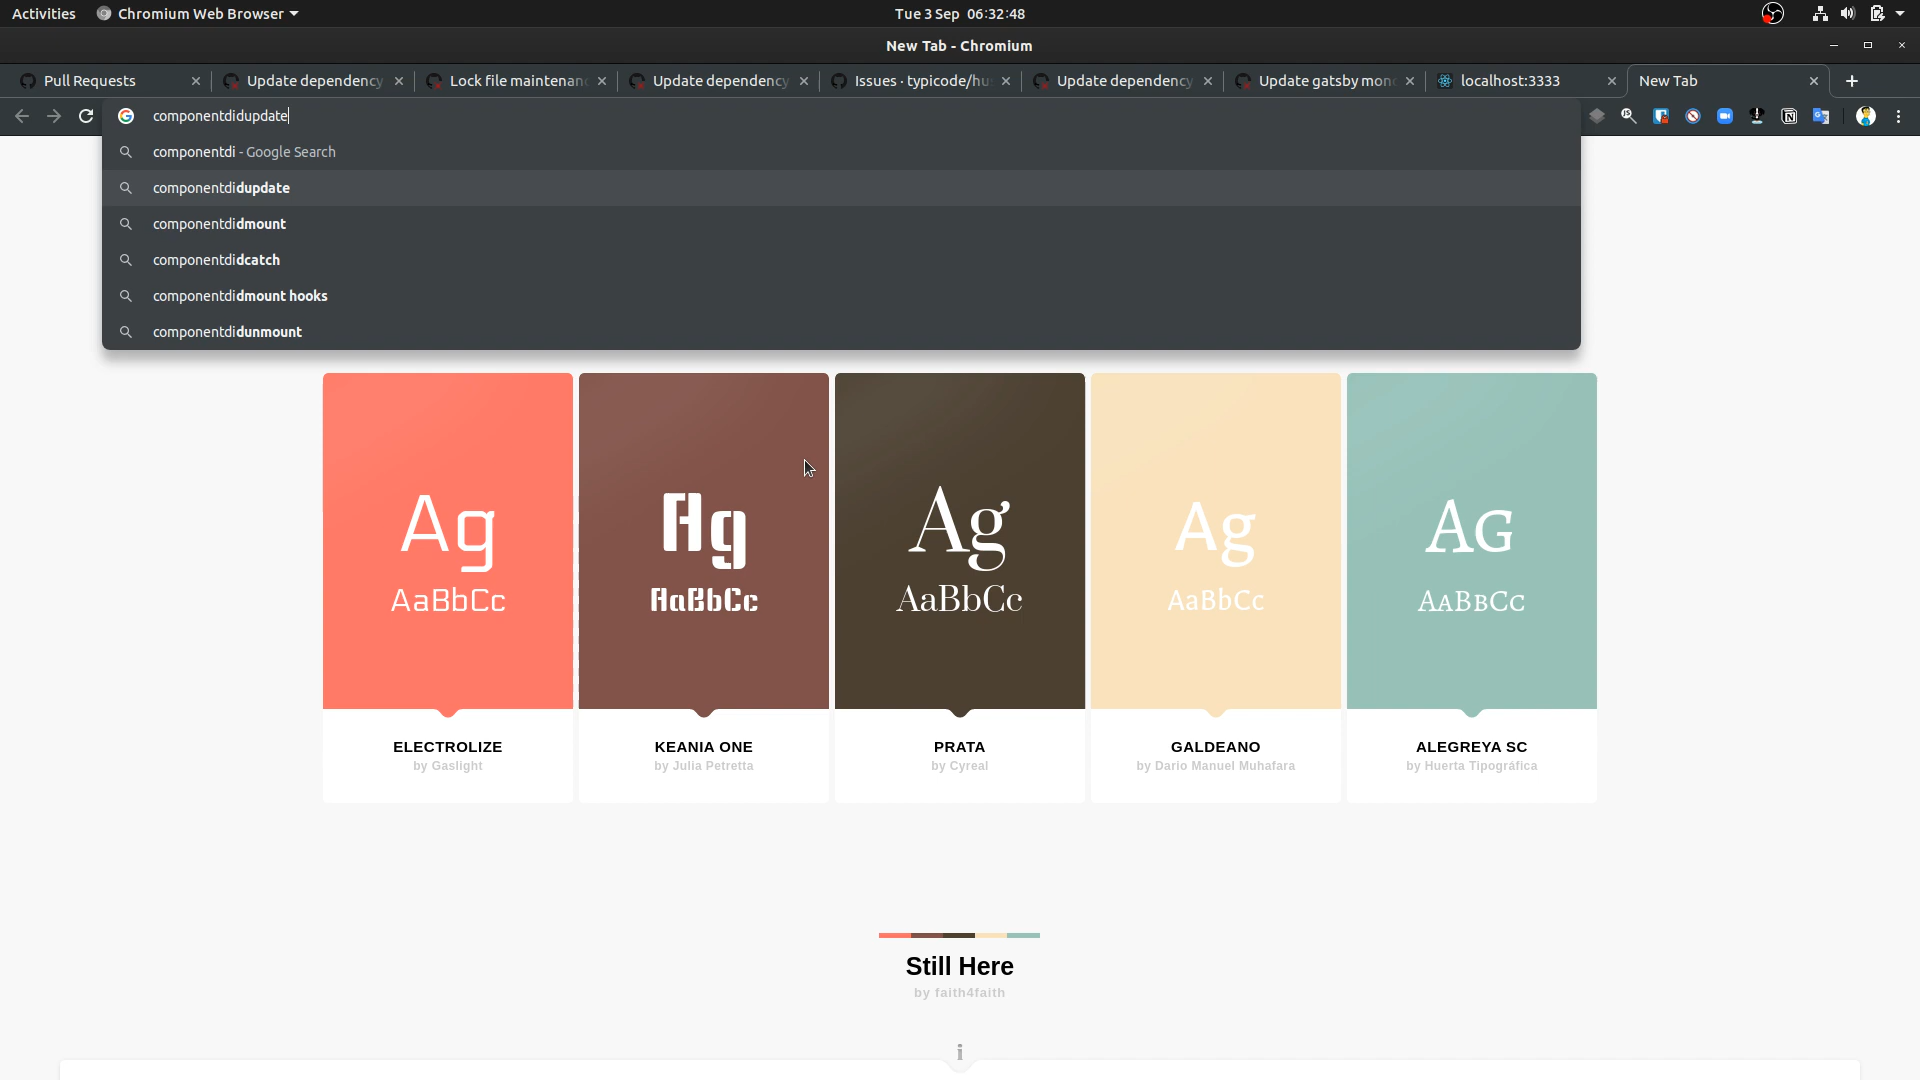 Activities
Chromium Web Browser
Tue 3 Sep 06:32:48
New Tab - Chromium
Pull Requests
Update dependency
Lock file maintenan
Update dependency
Issues · typicode/hu
Update dependency
Update gatsby mon
localhost:3333
New Tab
componentdidupdate
componentdi - Google Search
componentdidupdate
componentdidmount
componentdidcatch
componentdidmount hooks
componentdidunmount
Ag
AaBbCc
ELECTROLIZE
by Gaslight
Ag
AaBbCc
KEANIA ONE
by Julia Petretta
Ag
AaBbCc
PRATA
by Cyreal
Ag
AaBbCc
GALDEANO
by Dario Manuel Muhafara
AG
AABBCC
ALEGREYA SC
by Huerta Tipográfica
Still Here
by faith4faith
i